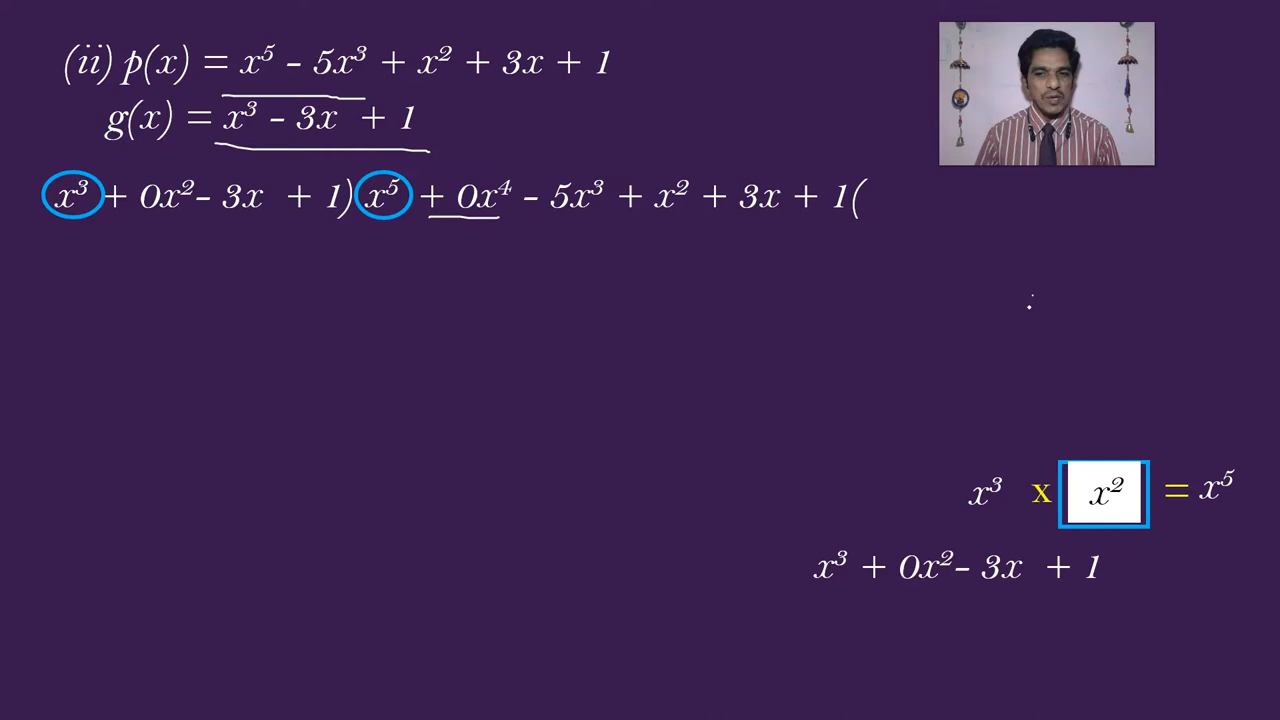 (ii) p(x) = x⁵ - 5x³ + x² + 3x + 1
g(x) = x³ - 3x + 1
x³ + 0x² - 3x + 1) x⁵ + 0x⁴ - 5x³ + x² + 3x + 1(
x³ x x² = x⁵
x³ + 0x² - 3x + 1